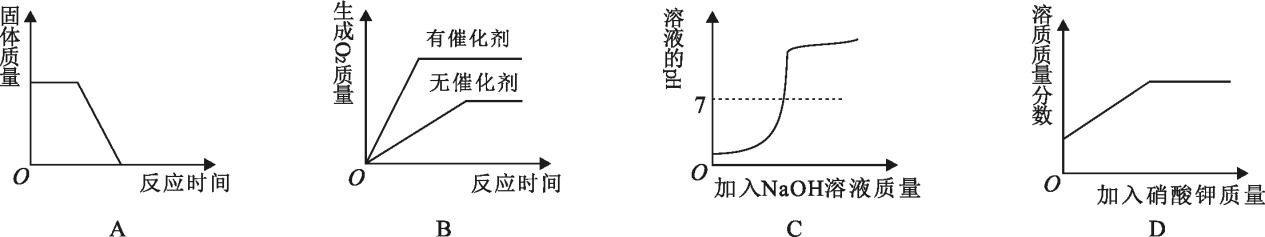 固体质量
O
反应时间
A
生成O₂质量
有催化剂
无催化剂
O
反应时间
B
溶液的pH
7
O
加入NaOH溶液质量
C
溶质质量分数
O
加入硝酸钾质量
D